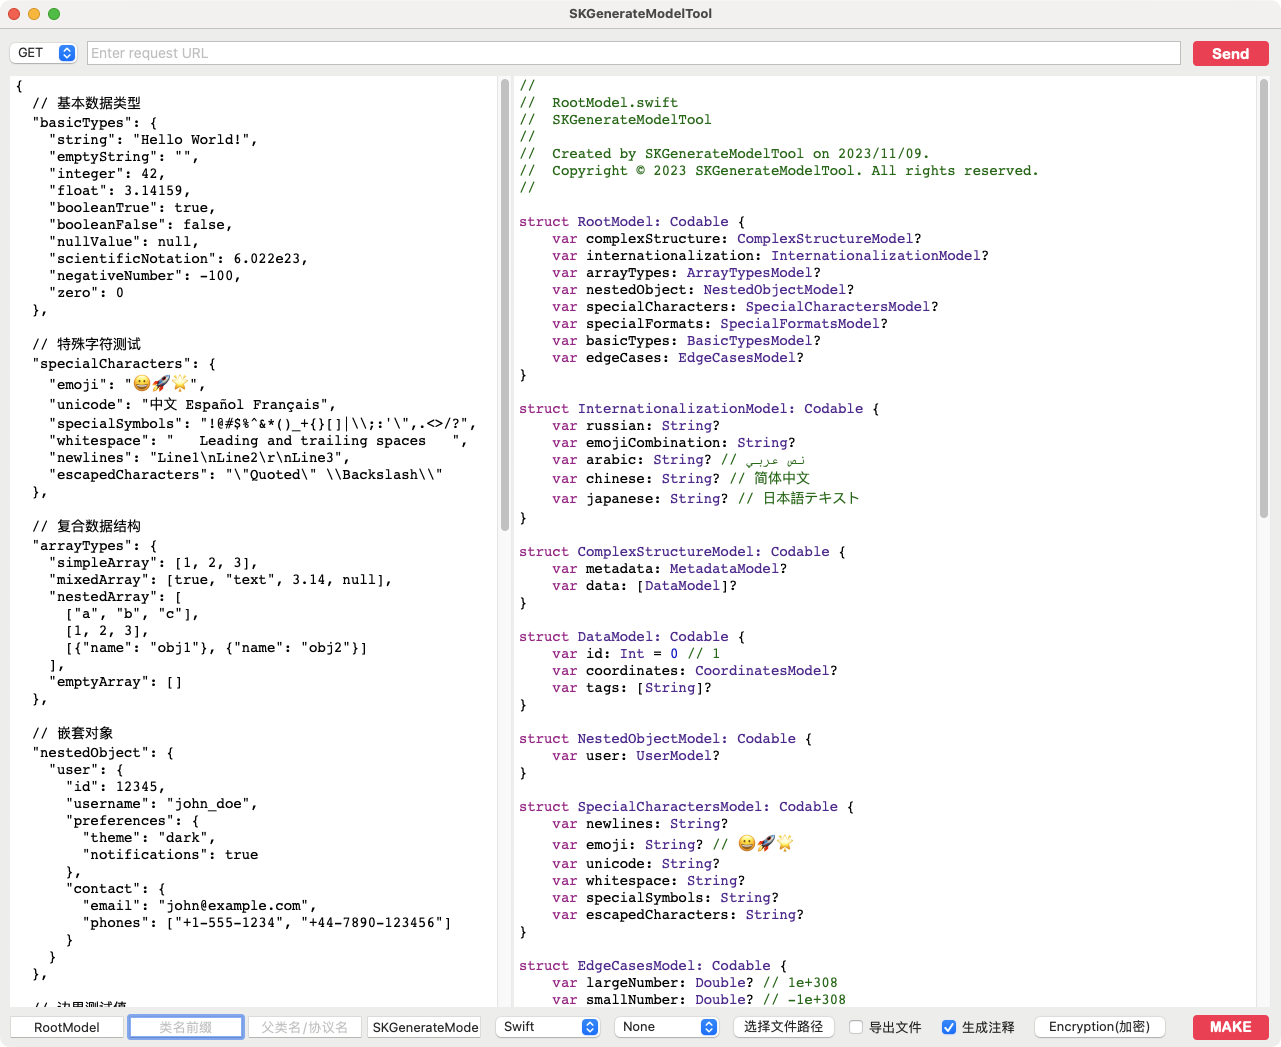 SKGenerateModelTool
GET
Enter request URL
Send
{
  // 基本数据类型
  "basicTypes": {
    "string": "Hello World!",
    "emptyString": "",
    "integer": 42,
    "float": 3.14159,
    "booleanTrue": true,
    "booleanFalse": false,
    "nullValue": null,
    "scientificNotation": 6.022e23,
    "negativeNumber": -100,
    "zero": 0
  },
  // 特殊字符测试
  "specialCharacters": {
    "emoji": "😀🚀🌟",
    "unicode": "中文 Español Français",
    "specialSymbols": "!@#$%^&*()_+{}[]|\\;:'\",.<>/?",
    "whitespace": "   Leading and trailing spaces   ",
    "newlines": "Line1\nLine2\r\nLine3",
    "escapedCharacters": "\"Quoted\" \\Backslash\\"
  },
  // 复合数据结构
  "arrayTypes": {
    "simpleArray": [1, 2, 3],
    "mixedArray": [true, "text", 3.14, null],
    "nestedArray": [
      ["a", "b", "c"],
      [1, 2, 3],
      [{"name": "obj1"}, {"name": "obj2"}]
    ],
    "emptyArray": []
  },
  // 嵌套对象
  "nestedObject": {
    "user": {
      "id": 12345,
      "username": "john_doe",
      "preferences": {
        "theme": "dark",
        "notifications": true
      },
      "contact": {
        "email": "john@example.com",
        "phones": ["+1-555-1234", "+44-7890-123456"]
      }
    }
  },
  // 边界测试值
//
//  RootModel.swift
//  SKGenerateModelTool
//
//  Created by SKGenerateModelTool on 2023/11/09.
//  Copyright © 2023 SKGenerateModelTool. All rights reserved.
//
struct RootModel: Codable {
    var complexStructure: ComplexStructureModel?
    var internationalization: InternationalizationModel?
    var arrayTypes: ArrayTypesModel?
    var nestedObject: NestedObjectModel?
    var specialCharacters: SpecialCharactersModel?
    var specialFormats: SpecialFormatsModel?
    var basicTypes: BasicTypesModel?
    var edgeCases: EdgeCasesModel?
}
struct InternationalizationModel: Codable {
    var russian: String?
    var emojiCombination: String?
    var arabic: String? // نص عربي
    var chinese: String? // 简体中文
    var japanese: String? // 日本語テキスト
}
struct ComplexStructureModel: Codable {
    var metadata: MetadataModel?
    var data: [DataModel]?
}
struct DataModel: Codable {
    var id: Int = 0 // 1
    var coordinates: CoordinatesModel?
    var tags: [String]?
}
struct NestedObjectModel: Codable {
    var user: UserModel?
}
struct SpecialCharactersModel: Codable {
    var newlines: String?
    var emoji: String? // 😀🚀🌟
    var unicode: String?
    var whitespace: String?
    var specialSymbols: String?
    var escapedCharacters: String?
}
struct EdgeCasesModel: Codable {
    var largeNumber: Double? // 1e+308
    var smallNumber: Double? // -1e+308
RootModel
类名前缀
父类名/协议名
SKGenerateMode
Swift
None
选择文件路径
导出文件
生成注释
Encryption(加密)
MAKE